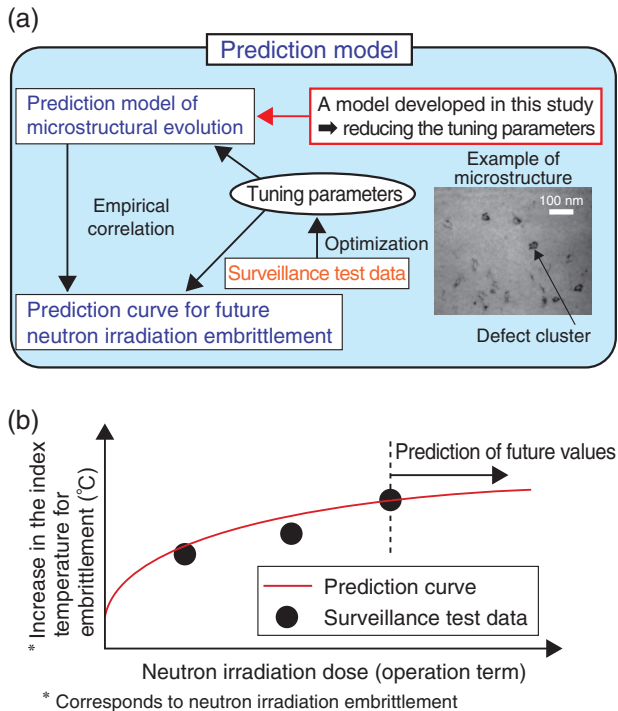 (a)
Prediction model
Prediction model of
microstructural evolution
A model developed in this study
➡ reducing the tuning parameters
Example of
microstructure
100 nm
Tuning parameters
Empirical
correlation
Optimization
Surveillance test data
Prediction curve for future
neutron irradiation embrittlement
Defect cluster
(b)
* Increase in the index
temperature for
embrittlement (℃)
Prediction of future values
Prediction curve
Surveillance test data
Neutron irradiation dose (operation term)
* Corresponds to neutron irradiation embrittlement